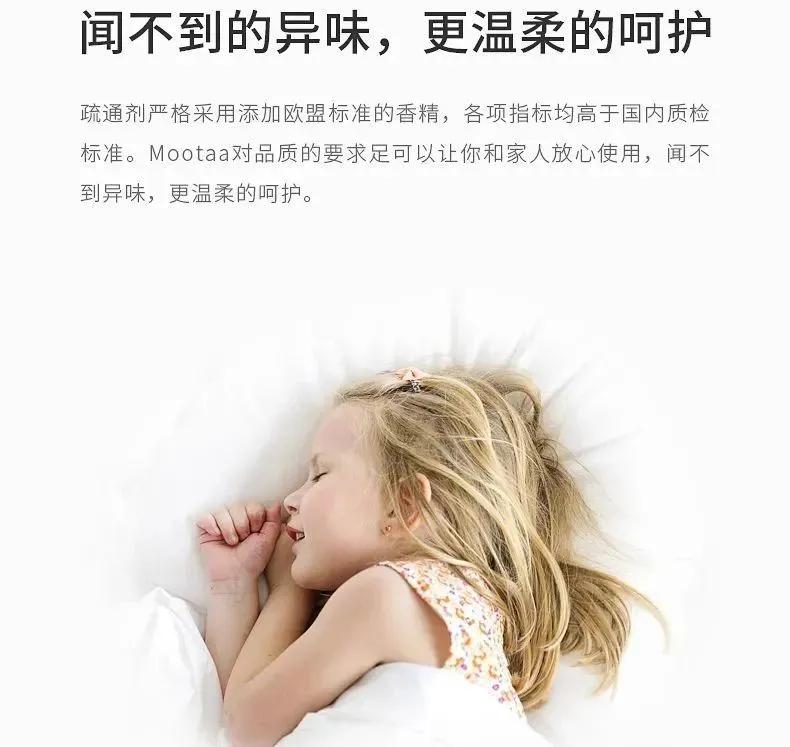 闻不到的异味，更温柔的呵护
疏通剂严格采用添加欧盟标准的香精，各项指标均高于国内质检
标准。Mootaa对品质的要求足可以让你和家人放心使用，闻不
到异味，更温柔的呵护。